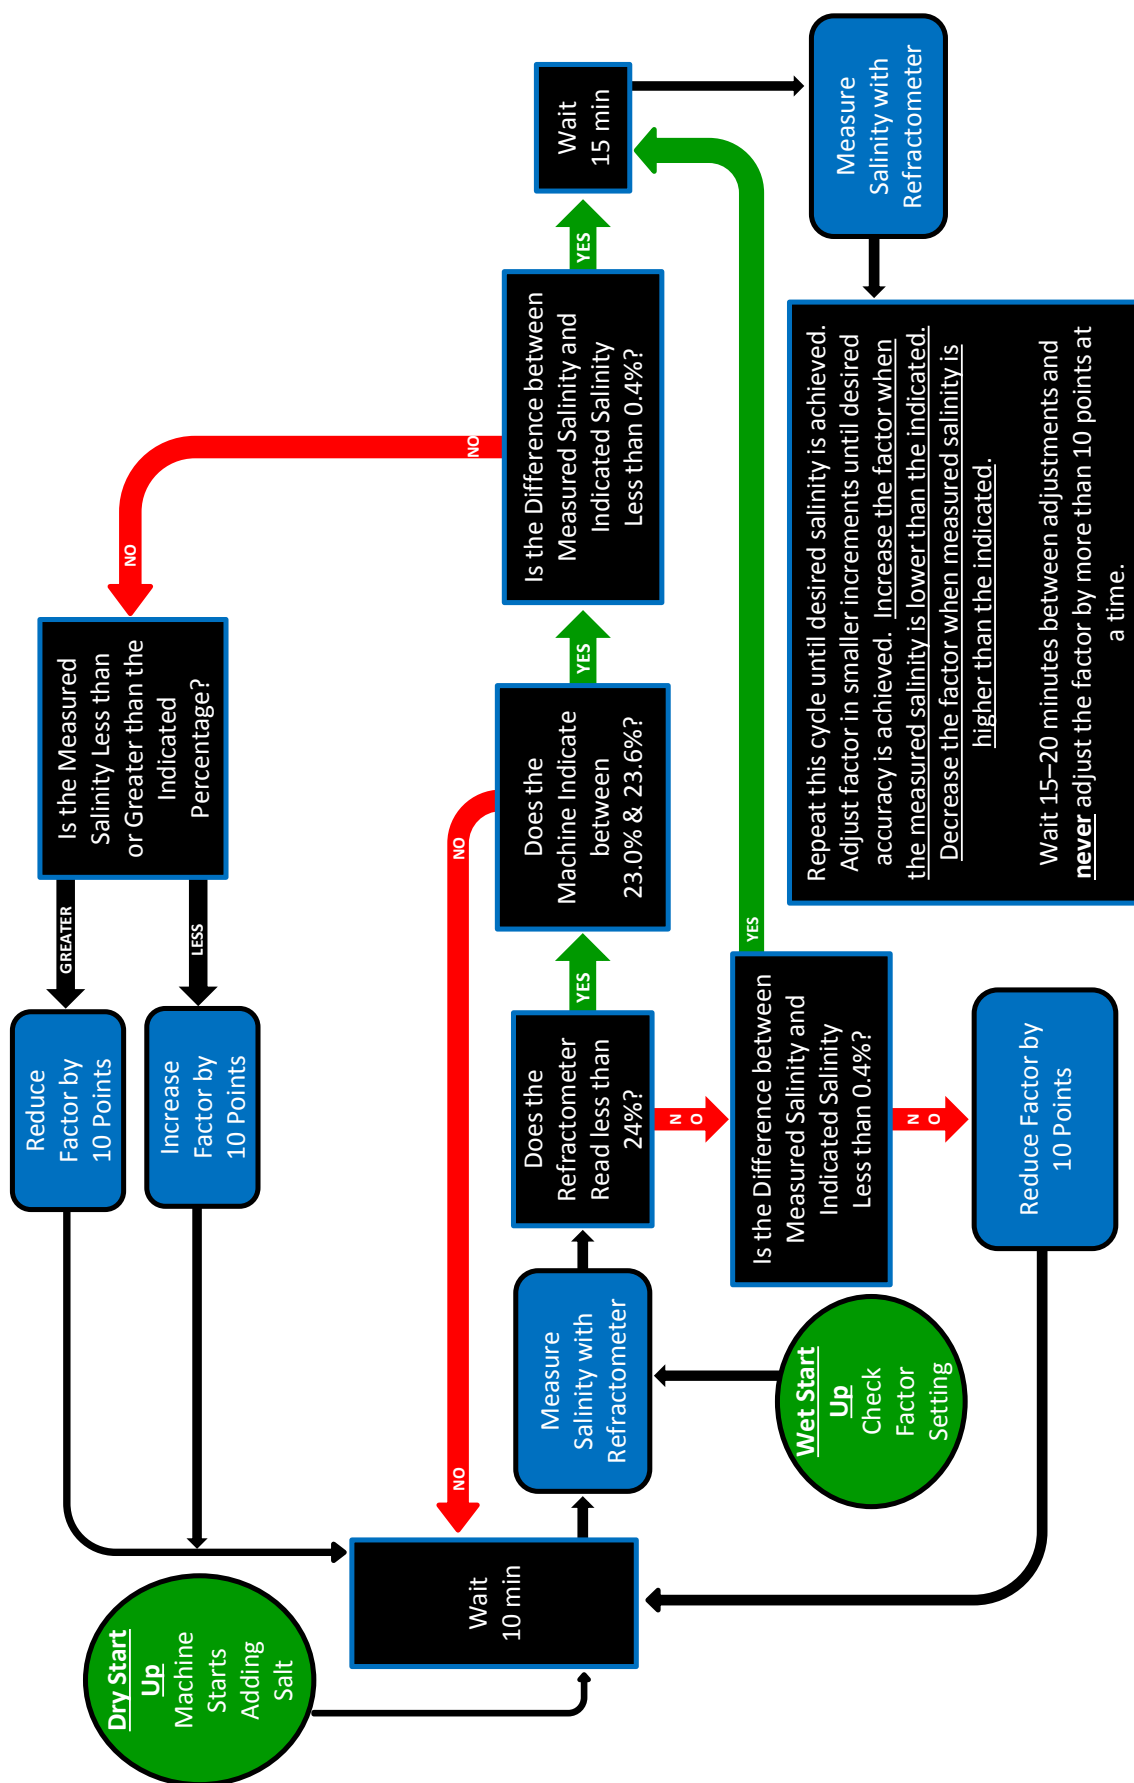 Dry Start
Up
Machine
Starts
Adding
Salt
Wait
10 min
Reduce
Factor by
10 Points
Increase
Factor by
10 Points
GREATER
LESS
Is the Measured
Salinity Less than
or Greater than the
Indicated
Percentage?
NO
NO
Measure
Salinity with
Refractometer
Wet Start
Up
Check
Factor
Setting
Does the
Refractometer
Read less than
24%?
YES
Does the
Machine Indicate
between
23.0% & 23.6%?
NO
NO
YES
Is the Difference between
Measured Salinity and
Indicated Salinity
Less than 0.4%?
YES
Wait
15 min
N
O
Is the Difference between
Measured Salinity and
Indicated Salinity
Less than 0.4%?
YES
N
O
Reduce Factor by
10 Points
Measure
Salinity with
Refractometer
Repeat this cycle until desired salinity is achieved.
Adjust factor in smaller increments until desired
accuracy is achieved.  Increase the factor when
the measured salinity is lower than the indicated.
Decrease the factor when measured salinity is
higher than the indicated.
Wait 15–20 minutes between adjustments and
never adjust the factor by more than 10 points at
a time.